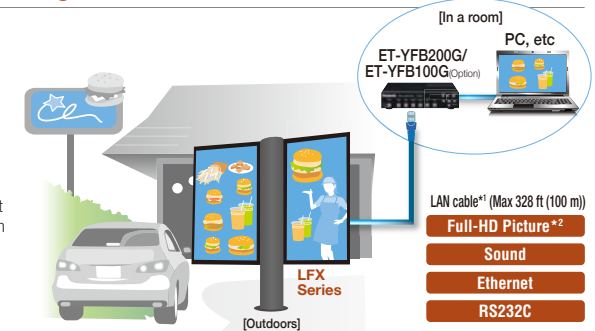 [In a room]
PC, etc
ET-YFB200G/
ET-YFB100G(Option)
LAN cable*1 (Max 328 ft (100 m))
Full-HD Picture*2
Sound
Ethernet
RS232C
LFX
Series
[Outdoors]